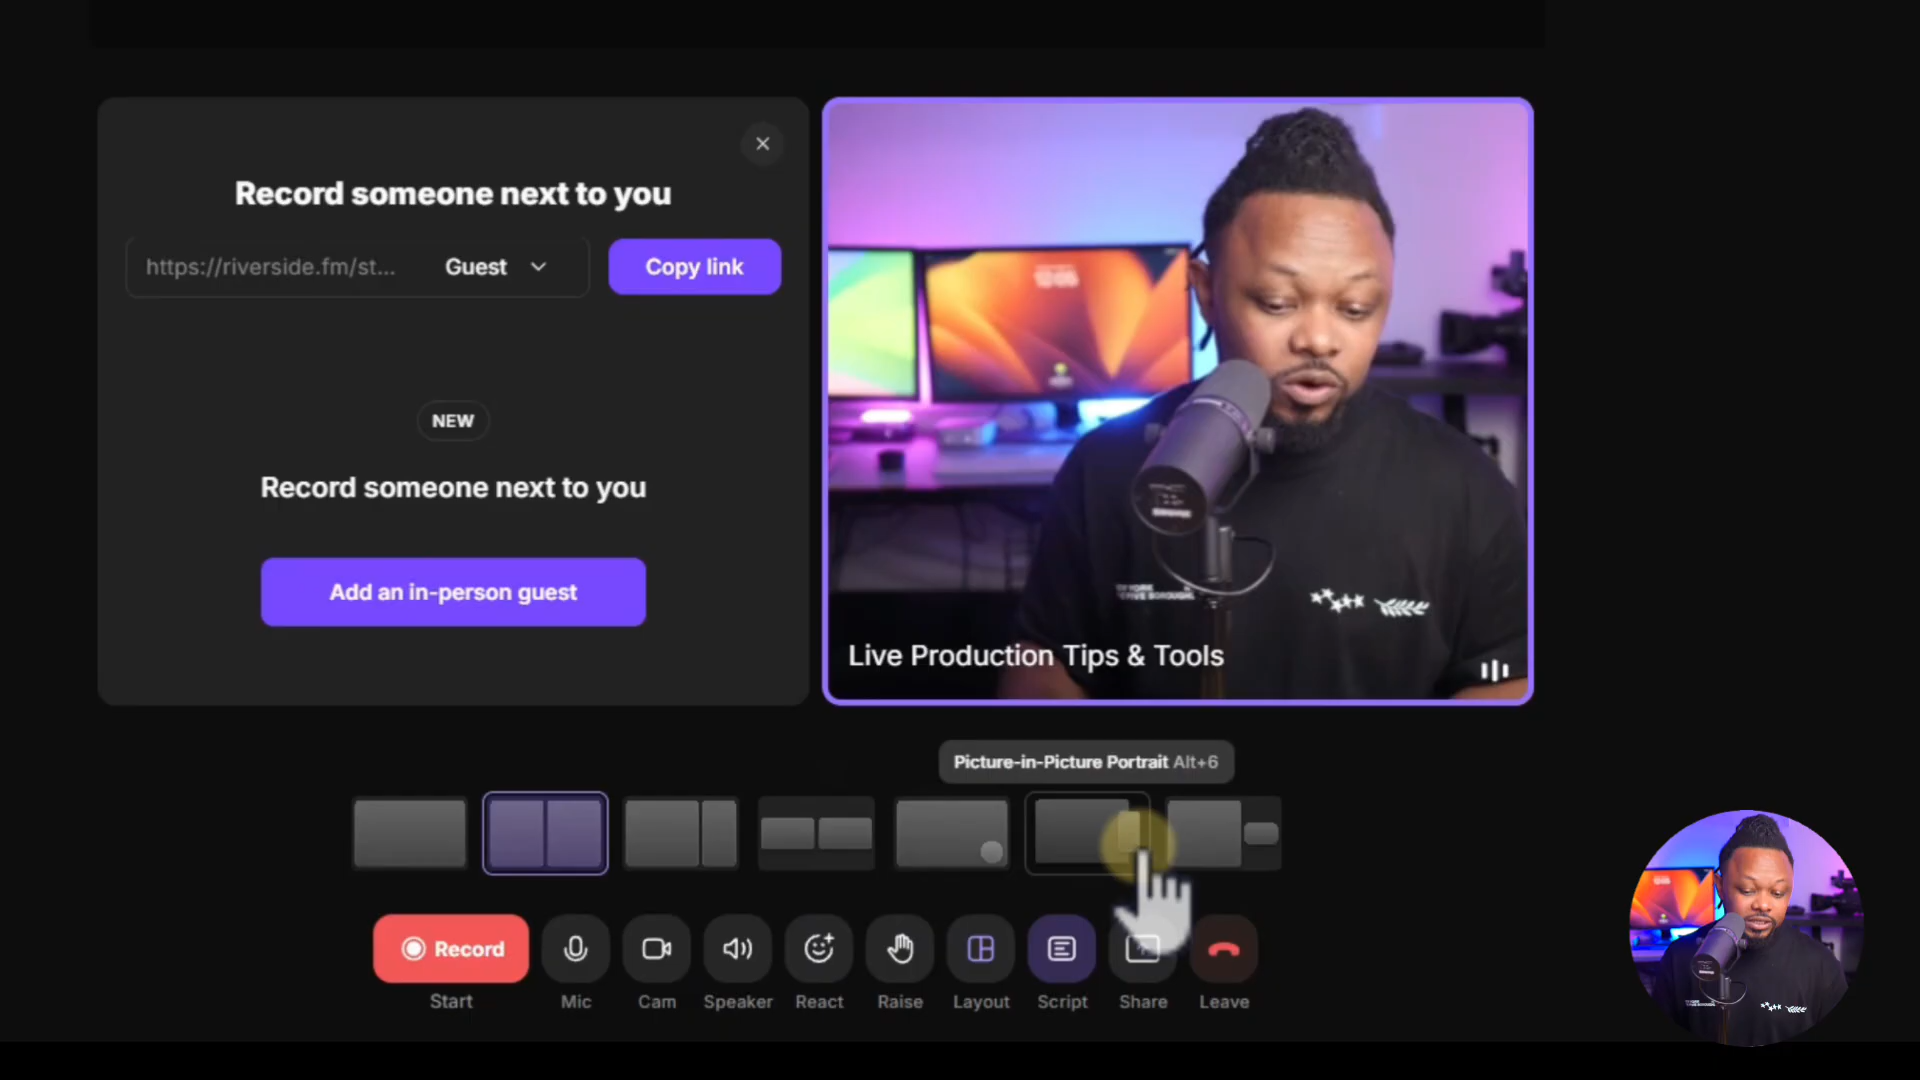 Record someone next to you
https://riverside.fm/st... Guest
Copy link
NEW
Record someone next to you
Add an in-person guest
Live Production Tips & Tools
Picture-in-Picture Portrait Alt+6
Record
Start
Mic
Cam
Speaker
React
Raise
Layout
Script
Share
Leave